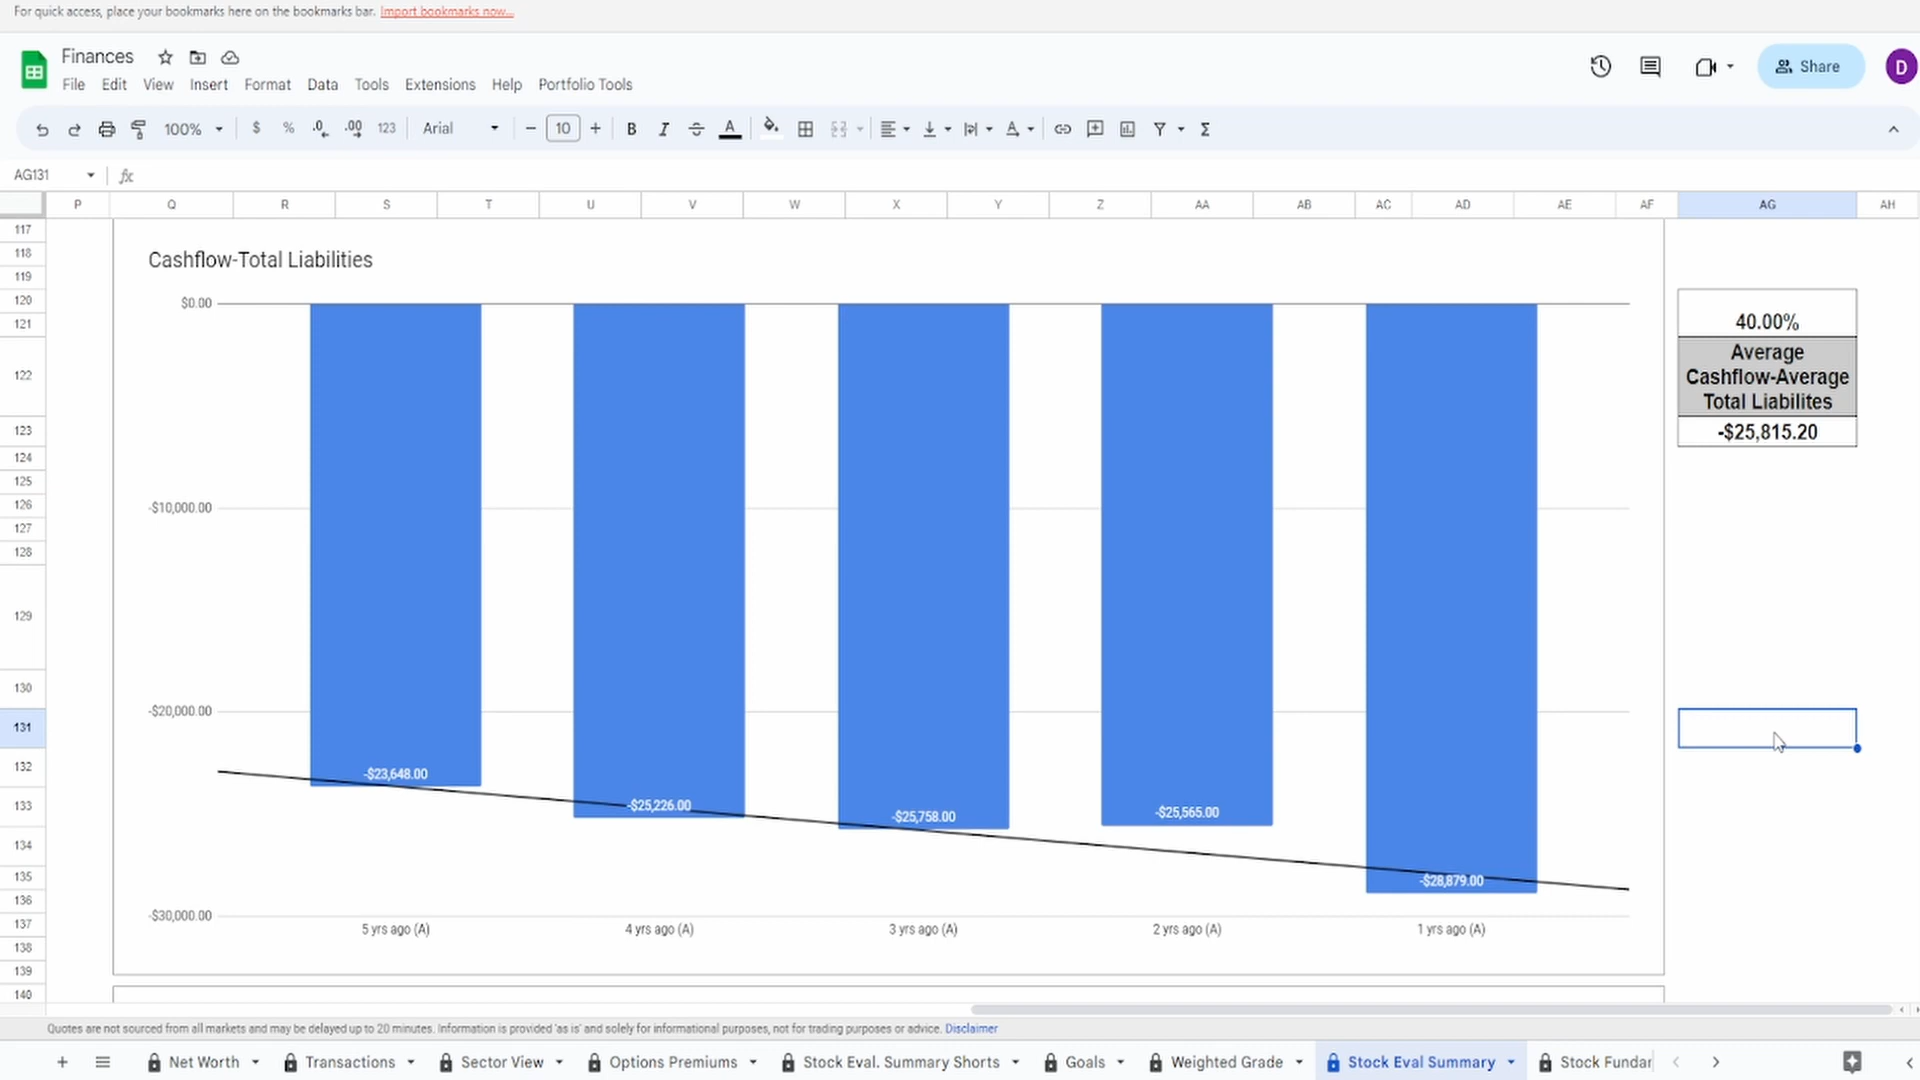 For quick access, place your bookmarks here on the bookmarks bar. Import bookmarks now...
Finances
File Edit View Insert Format Data Tools Extensions Help Portfolio Tools
Share
D
100% $ % .0 .00 123 Arial 10 B I A
AG131 fx
P Q R S T U V W X Y Z AA AB AC AD AE AF AG AH
117
118
119
120
121
122
123
124
125
126
127
128
129
130
131
132
133
134
135
136
137
138
139
140
Cashflow-Total Liabilities
$0.00
-$10,000.00
-$20,000.00
-$30,000.00
-$23,648.00
-$25,226.00
-$25,758.00
-$25,565.00
-$28,879.00
5 yrs ago (A) 4 yrs ago (A) 3 yrs ago (A) 2 yrs ago (A) 1 yrs ago (A)
40.00%
Average
Cashflow-Average
Total Liabilites
-$25,815.20
Quotes are not sourced from all markets and may be delayed up to 20 minutes. Information is provided 'as is' and solely for informational purposes, not for trading purposes or advice. Disclaimer
Net Worth Transactions Sector View Options Premiums Stock Eval. Summary Shorts Goals Weighted Grade Stock Eval Summary Stock Fundar